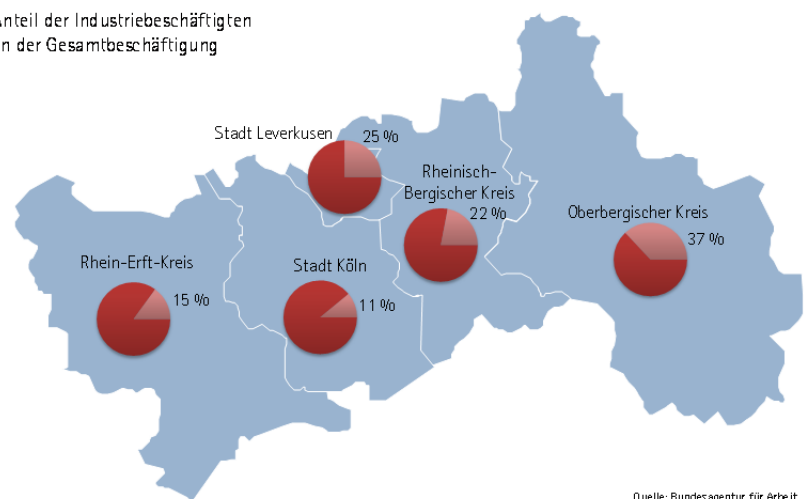 Anteil der Industriebeschäftigten
an der Gesamtbeschäftigung
Stadt Leverkusen
25 %
Rheinisch-
Bergischer Kreis
22 %
Oberbergischer Kreis
37 %
Rhein-Erft-Kreis
15 %
Stadt Köln
11 %
Quelle: Bundesagentur für Arbeit